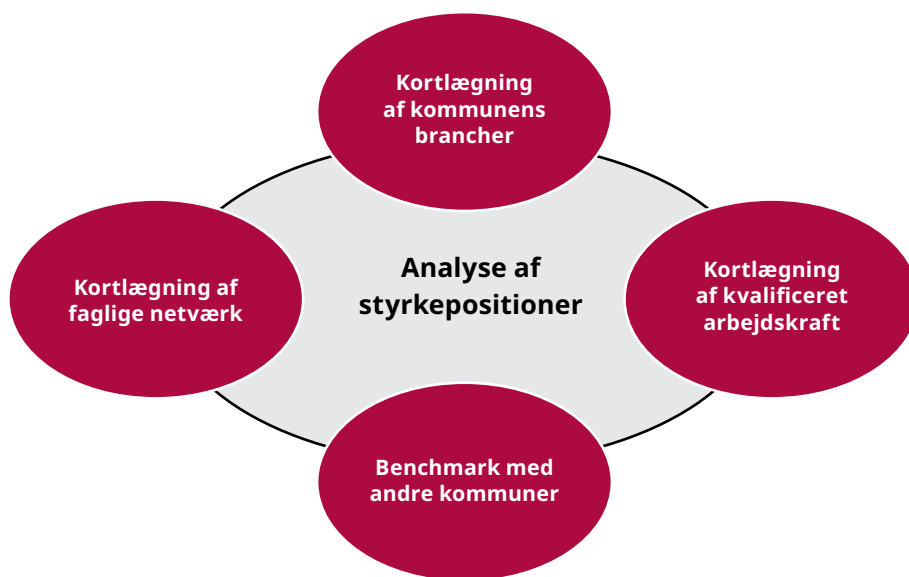 Kortlægning
af kommunens
brancher
Analyse af
styrkepositioner
Kortlægning af
faglige netværk
Kortlægning
af kvalificeret
arbejdskraft
Benchmark med
andre kommuner